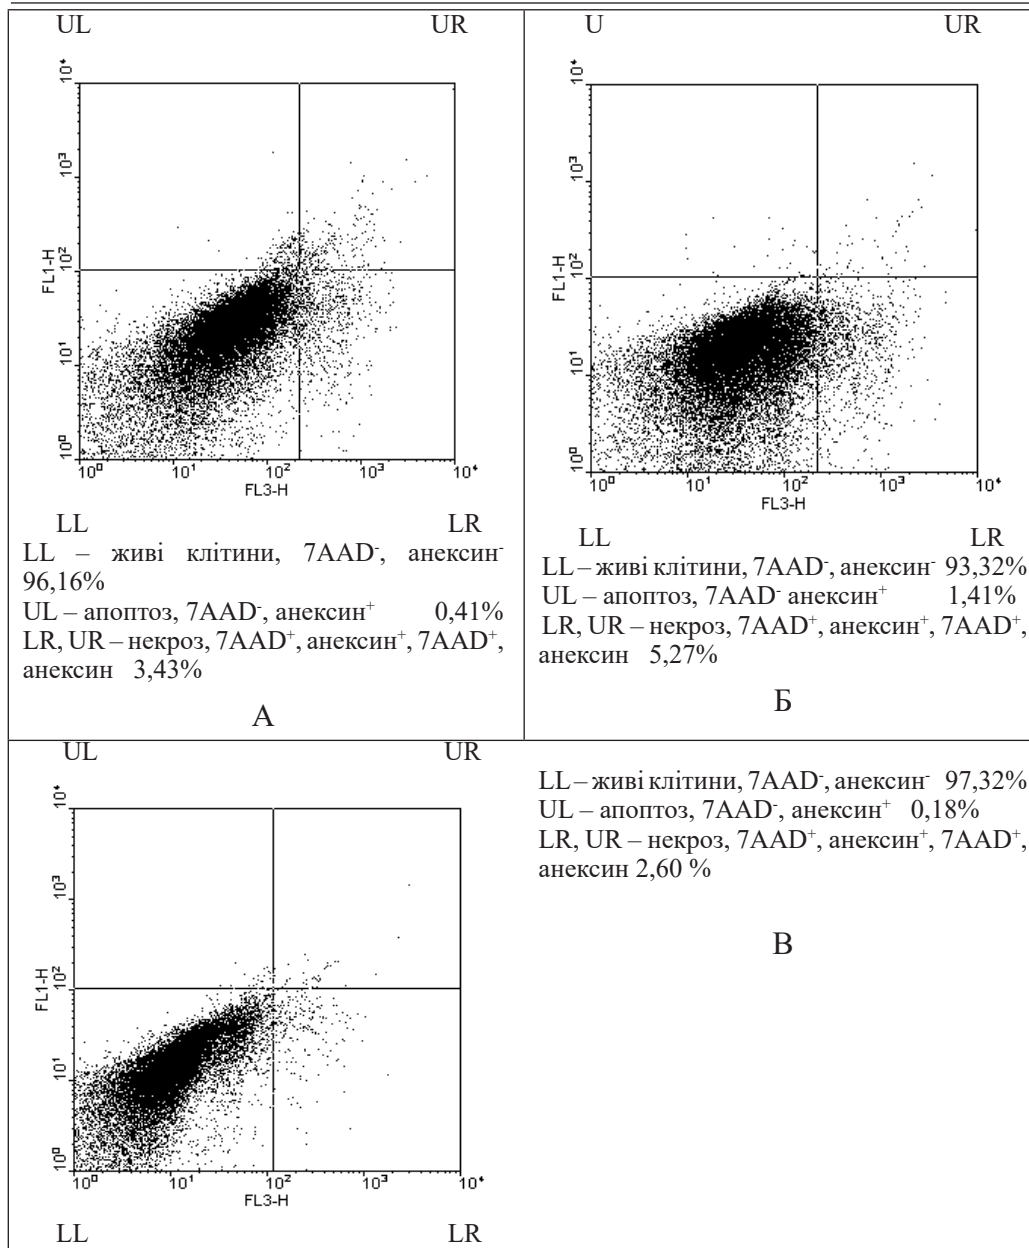 UL UR
10⁴
10³
FL1-H
10²
10¹
10⁰
10⁰ 10¹ 10² 10³ 10⁴
FL3-H
LL LR
LL – живі клітини, 7AAD⁻, анексин⁻
96,16%
UL – апоптоз, 7AAD⁻, анексин⁺ 0,41%
LR, UR – некроз, 7AAD⁺, анексин⁺, 7AAD⁺,
анексин 3,43%
А
U UR
10⁴
10³
FL1-H
10²
10¹
10⁰
10⁰ 10¹ 10² 10³ 10⁴
FL3-H
LL LR
LL – живі клітини, 7AAD⁻, анексин⁻ 93,32%
UL – апоптоз, 7AAD⁻ анексин⁺ 1,41%
LR, UR – некроз, 7AAD⁺, анексин⁺, 7AAD⁺,
анексин 5,27%
Б
UL UR
10⁴
10³
FL1-H
10²
10¹
10⁰
10⁰ 10¹ 10² 10³ 10⁴
FL3-H
LL LR
LL – живі клітини, 7AAD⁻, анексин⁻ 97,32%
UL – апоптоз, 7AAD⁻, анексин⁺ 0,18%
LR, UR – некроз, 7AAD⁺, анексин⁺, 7AAD⁺,
анексин 2,60 %
В